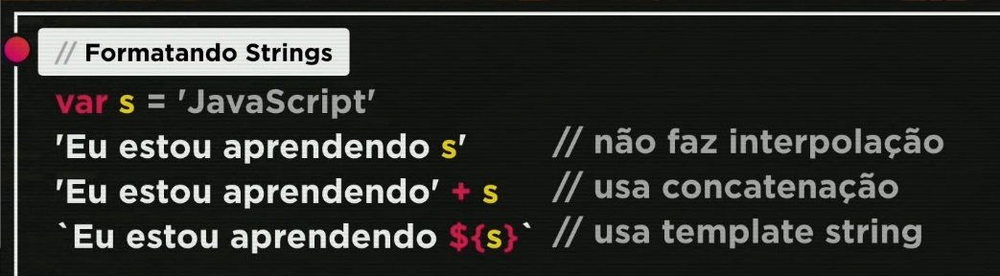 // Formatando Strings
var s = 'JavaScript'
'Eu estou aprendendo s' // não faz interpolação
'Eu estou aprendendo' + s // usa concatenação
`Eu estou aprendendo ${s}` // usa template string